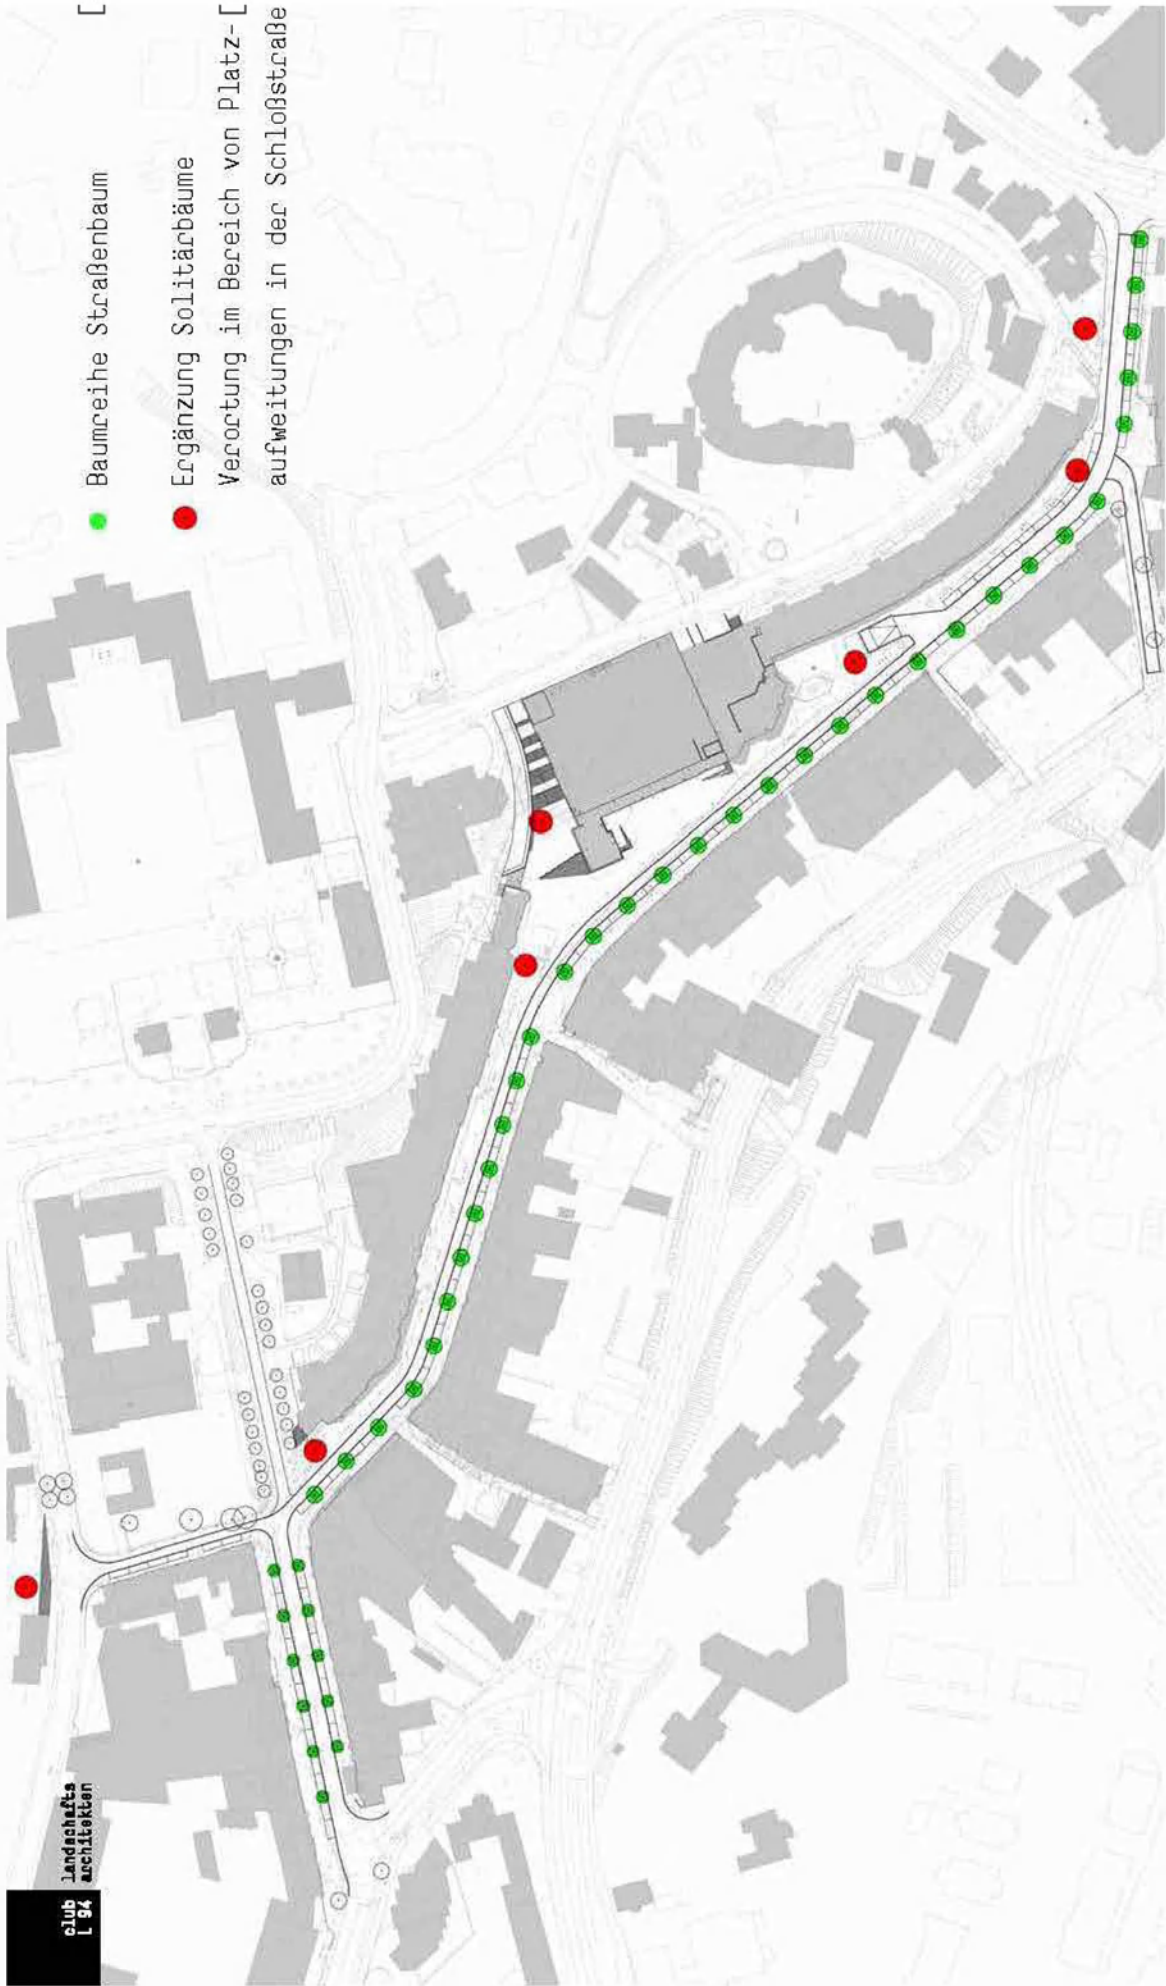 Baumreihe Straßenbaum [
Ergänzung Solitärbäume
Verortung im Bereich von Platz- [
aufweitungen in der Schloßstraße
club landschafts
L 94 architekten